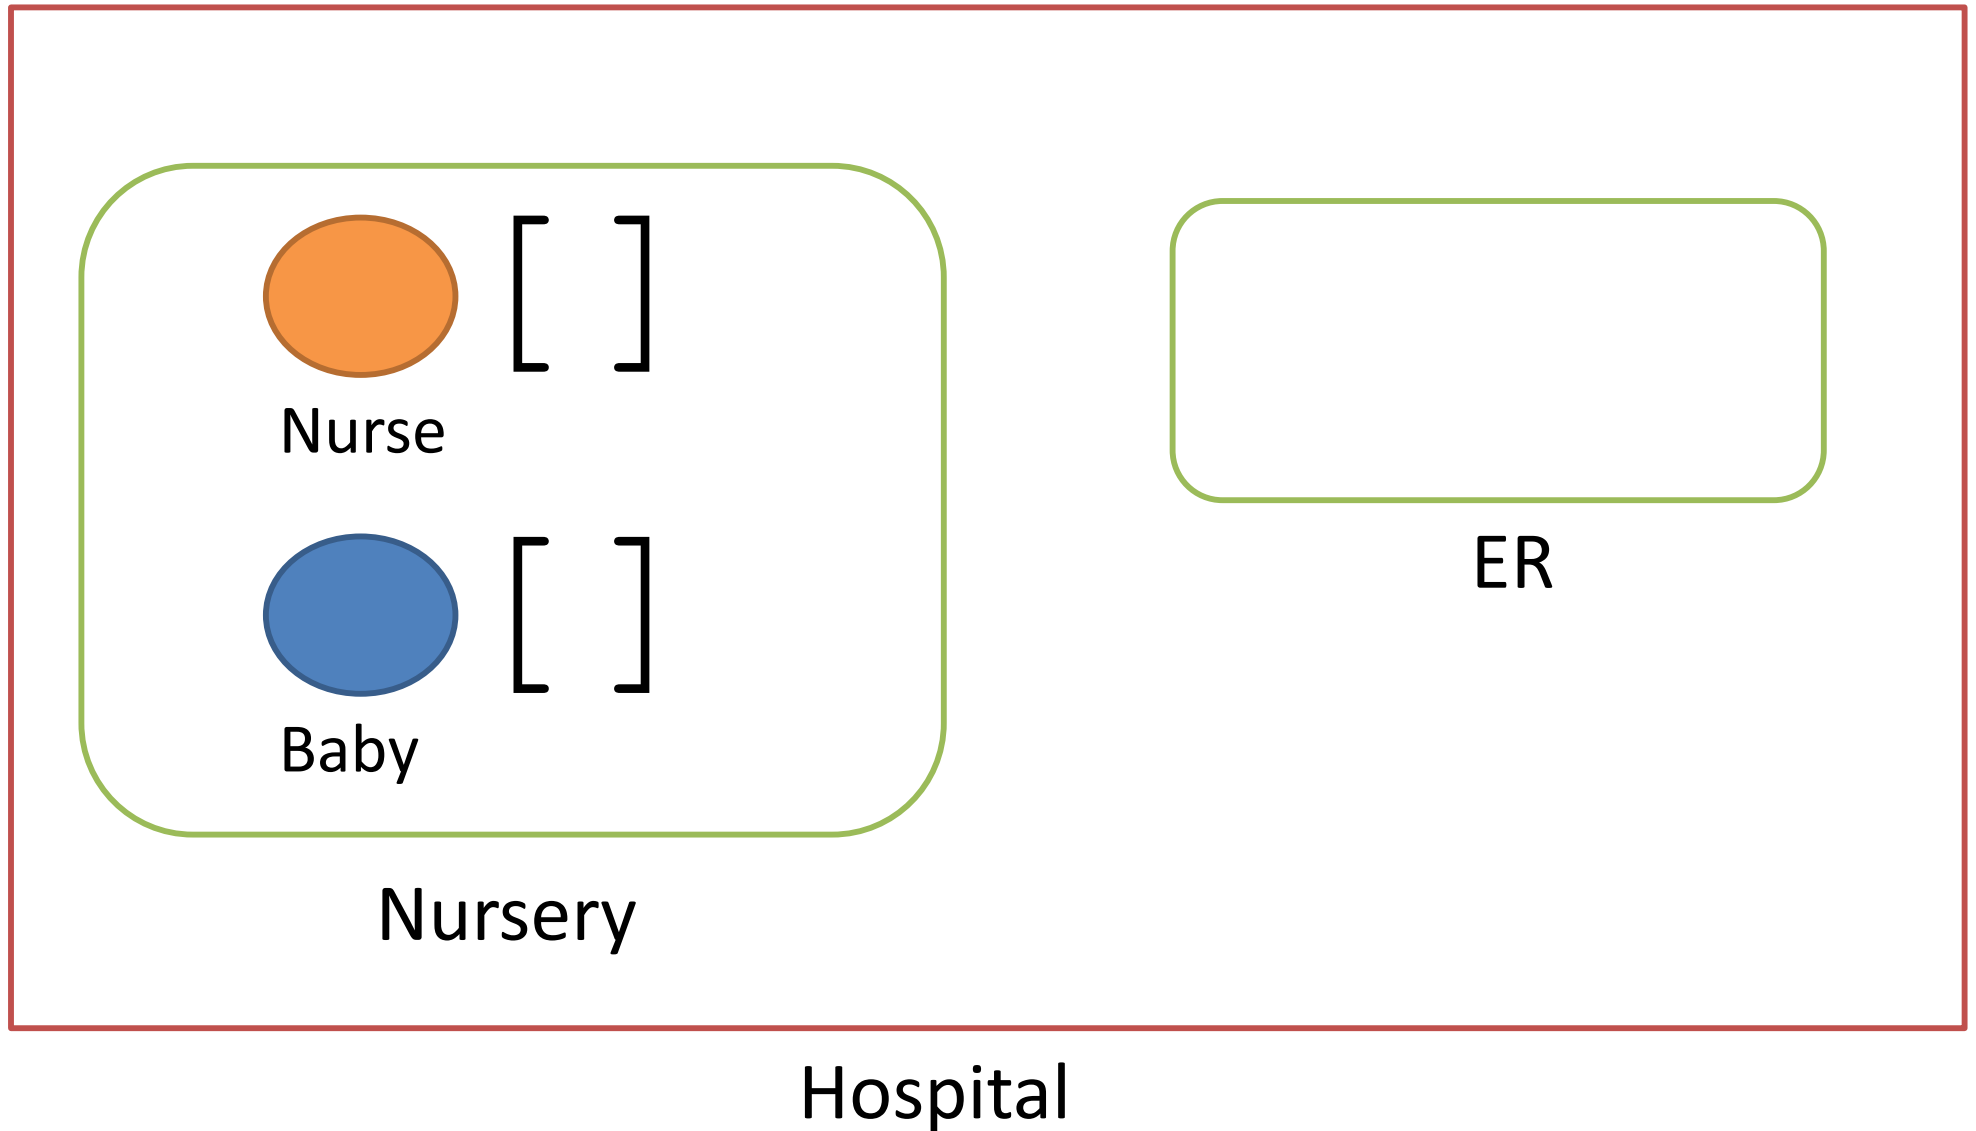 [ ]
Nurse
[ ]
Baby
ER
Nursery
Hospital